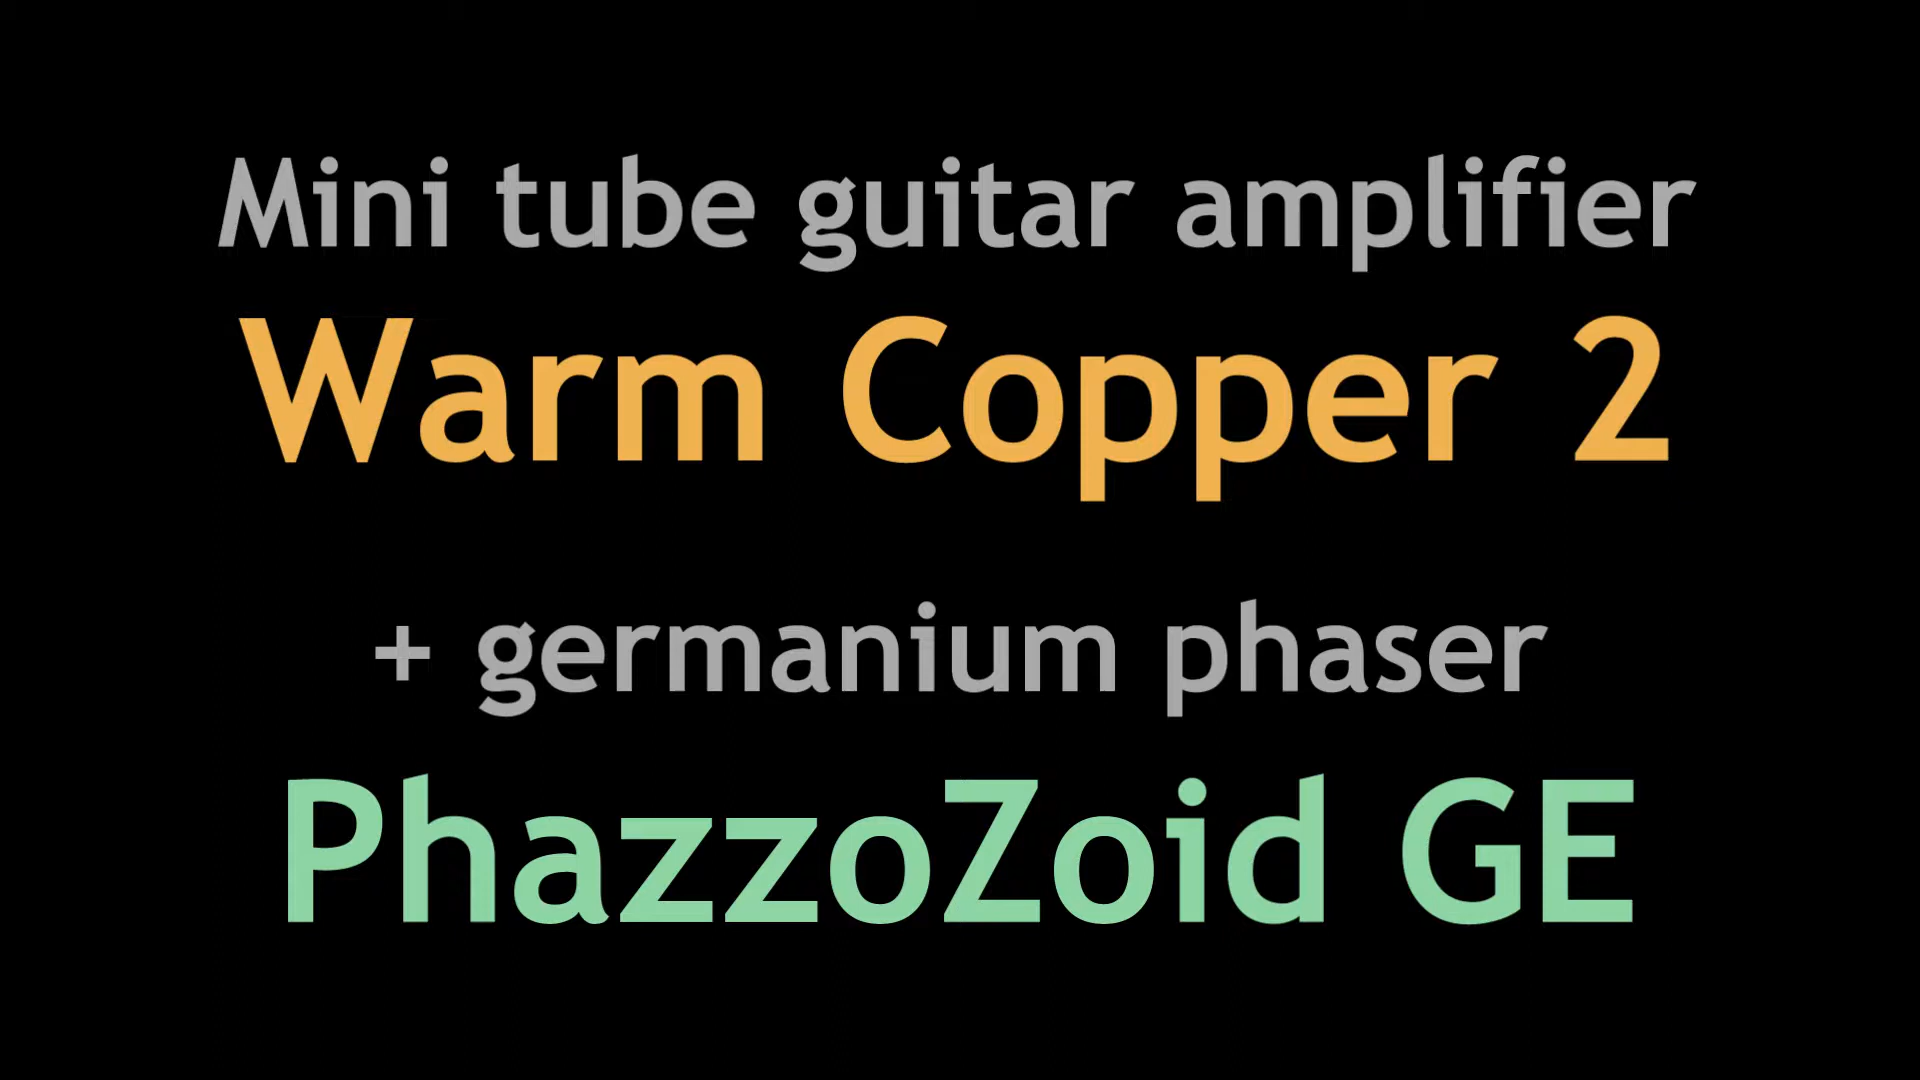 Mini tube guitar amplifier
Warm Copper 2
+ germanium phaser
PhazzoZoid GE